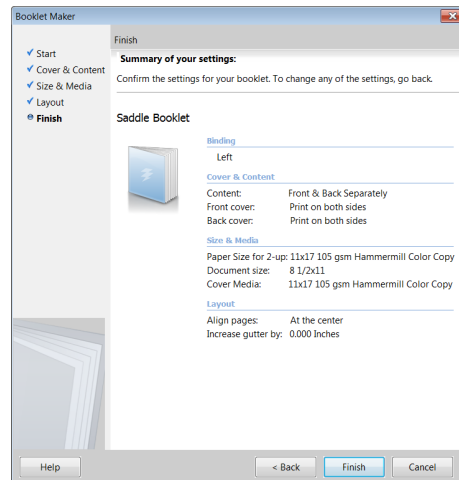 Booklet Maker
Finish
Start
Cover & Content
Size & Media
Layout
Finish
Summary of your settings:
Confirm the settings for your booklet. To change any of the settings, go back.
Saddle Booklet
Binding
Left
Cover & Content
Content: Front & Back Separately
Front cover: Print on both sides
Back cover: Print on both sides
Size & Media
Paper Size for 2-up: 11x17 105 gsm Hammermill Color Copy
Document size: 8 1/2x11
Cover Media: 11x17 105 gsm Hammermill Color Copy
Layout
Align pages: At the center
Increase gutter by: 0.000 Inches
Help < Back Finish Cancel